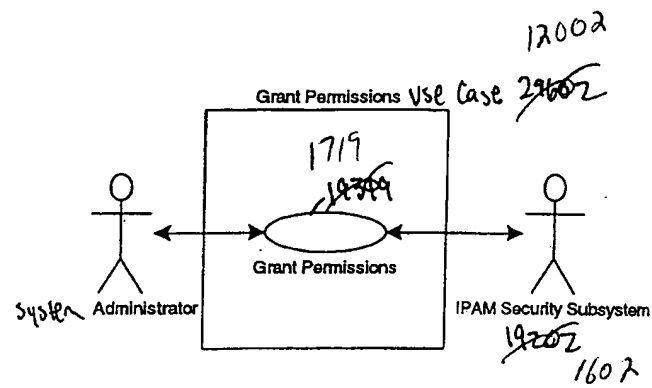 12002
Grant Permissions Use Case 29602
1719
19399
Grant Permissions
System Administrator
IPAM Security Subsystem
19202
1602